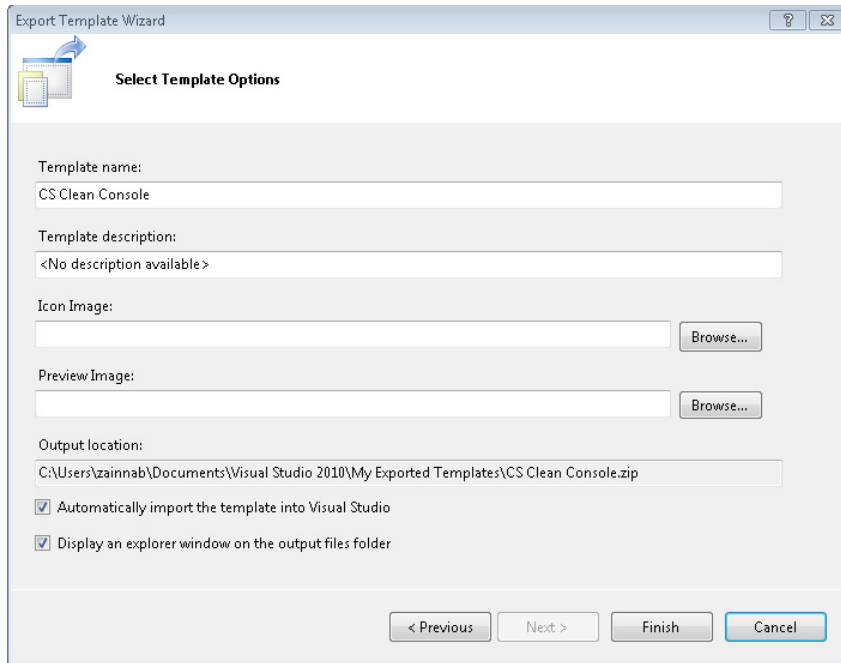 Export Template Wizard
Select Template Options
Template name:
CS Clean Console
Template description:
<No description available>
Icon Image:
Browse...
Preview Image:
Browse...
Output location:
C:\Users\zainnab\Documents\Visual Studio 2010\My Exported Templates\CS Clean Console.zip
Automatically import the template into Visual Studio
Display an explorer window on the output files folder
< Previous Next > Finish Cancel